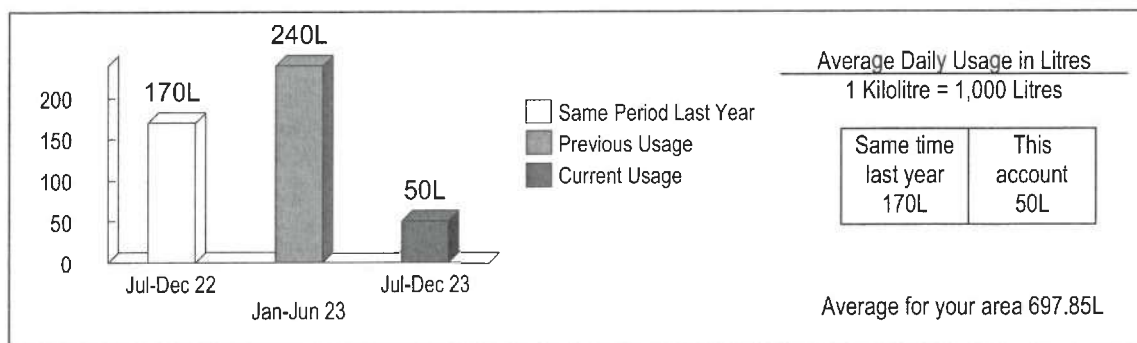 240L
170L
50L
200
150
100
50
0
Jul-Dec 22
Jan-Jun 23
Jul-Dec 23
Same Period Last Year
Previous Usage
Current Usage
Average Daily Usage in Litres
1 Kilolitre = 1,000 Litres
Same time
last year
170L
This
account
50L
Average for your area 697.85L